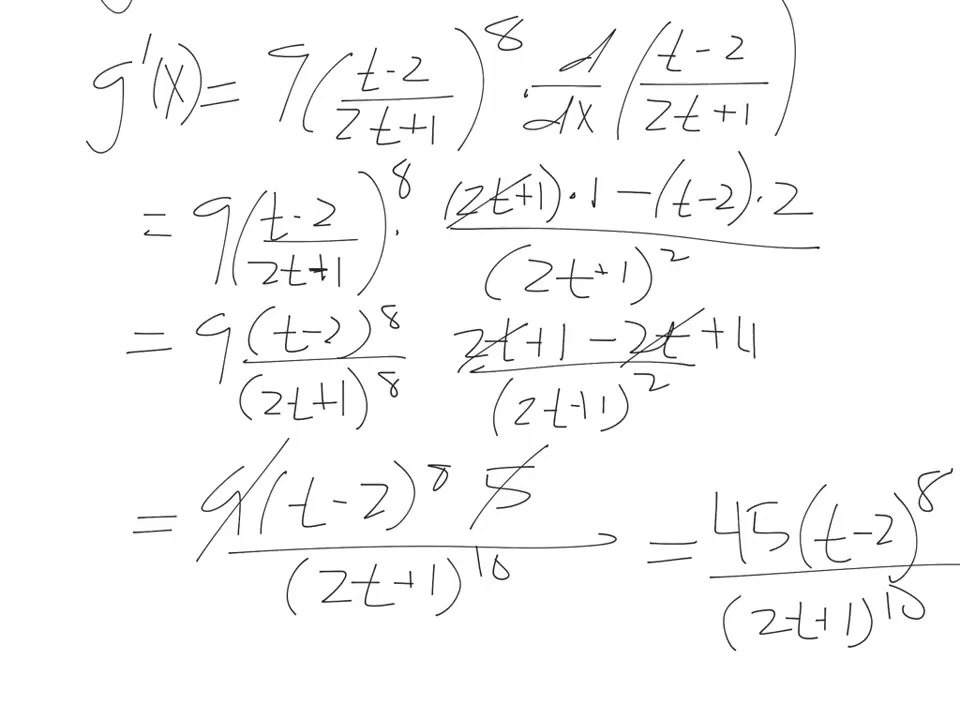 g'(x) = 9((t-2)/(2t+1))^8 · d/dx ((t-2)/(2t+1))
= 9((t-2)/(2t+1))^8 · ((2t+1)·1 - (t-2)·2)/(2t+1)^2
= 9 (t-2)^8/(2t+1)^8 (2t+1-2t+4)/(2t+1)^2
= 9(t-2)^8 5/(2t+1)^10 = 45(t-2)^8/(2t+1)^10